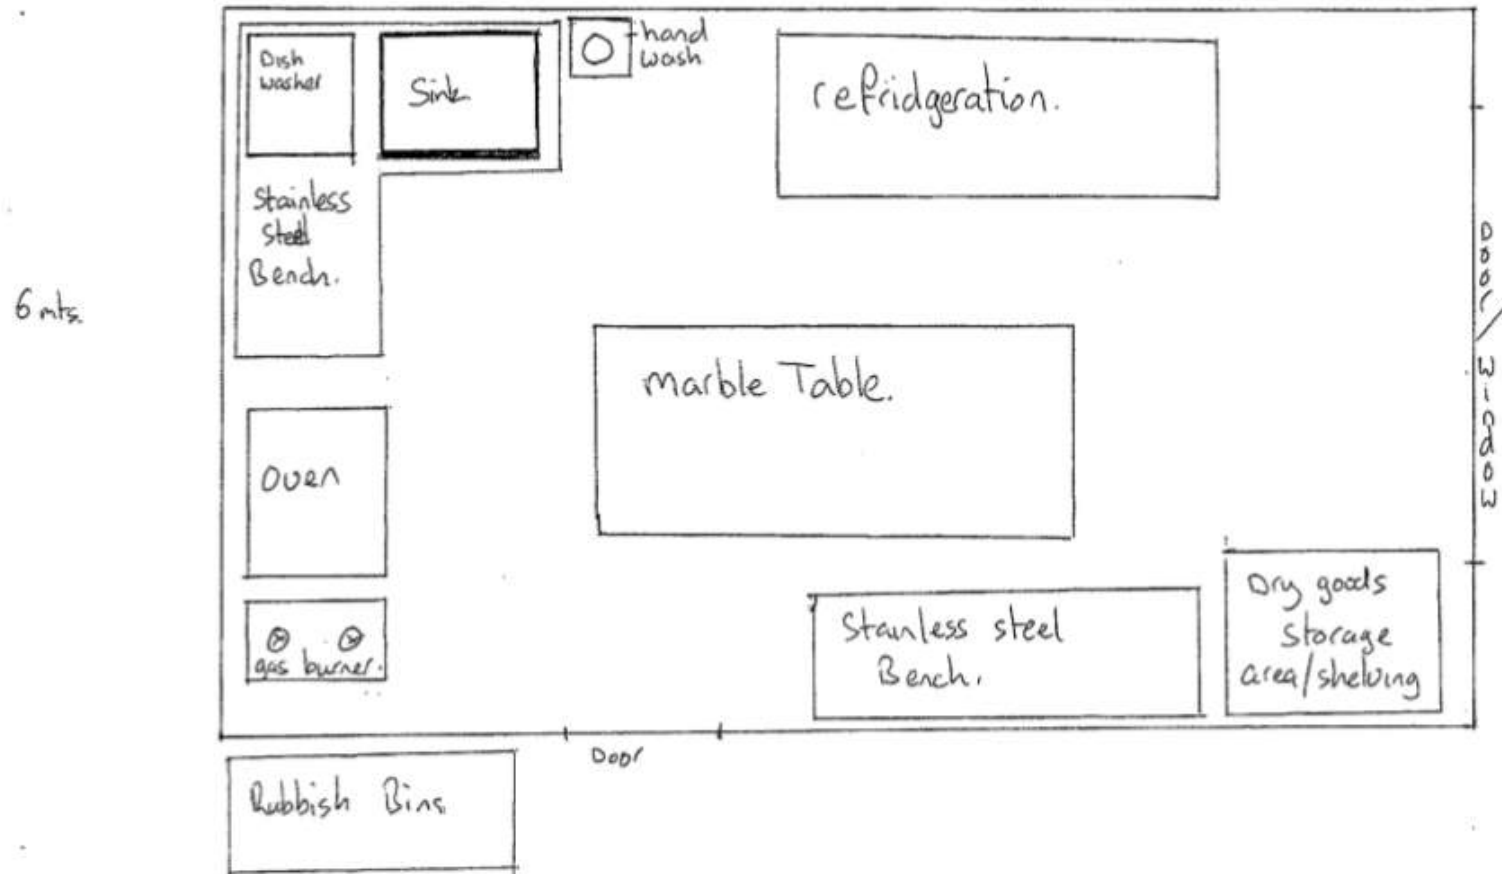 Dish
washer
Sink
hand
wash
refridgeration.
Stainless
Steel
Bench.
6 mts.
Door/Window
marble Table.
Oven
gas burner.
Stainless steel
Bench.
Dry goods
Storage
area/shelving
Door
Rubbish Bins